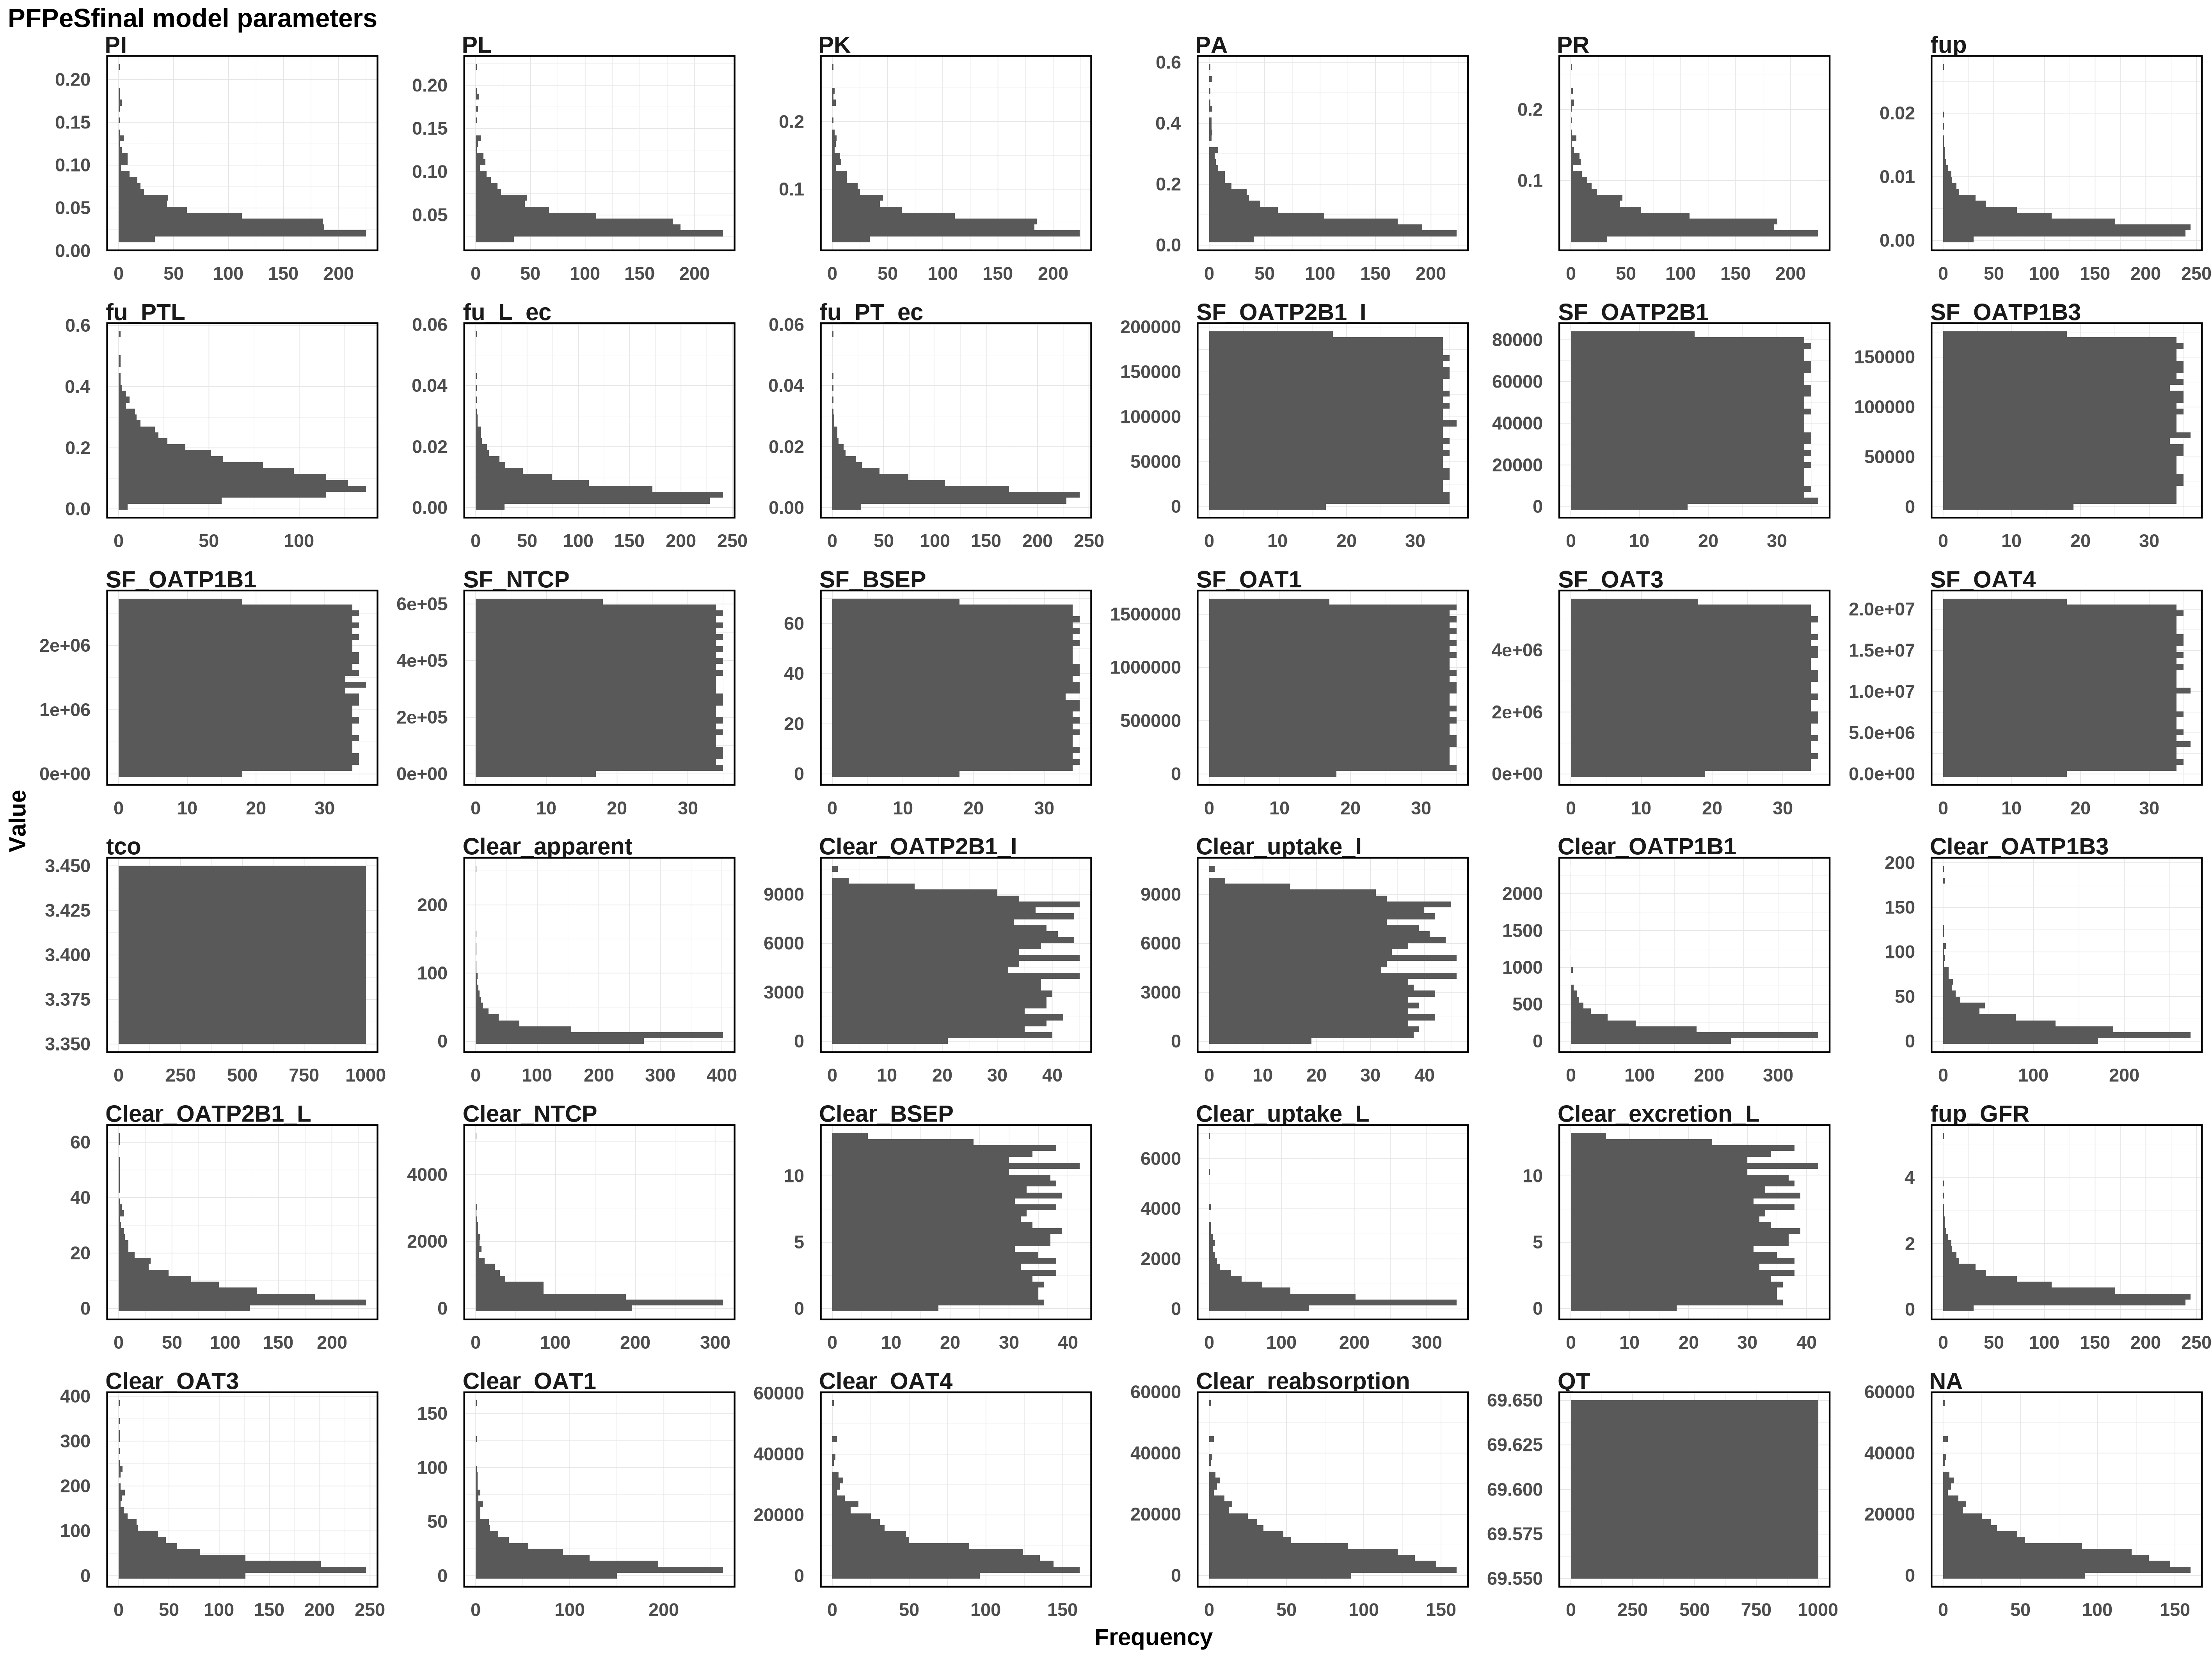 PFPeSfinal model parameters
PI PL PK PA PR fup
0.20 0.15 0.10 0.05 0.00
0.20 0.15 0.10 0.05
0.2 0.1
0.6 0.4 0.2 0.0
0.2 0.1
0.02 0.01 0.00
0 50 100 150 200
0 50 100 150 200
0 50 100 150 200
0 50 100 150 200
0 50 100 150 200
0 50 100 150 200 250
fu_PTL fu_L_ec fu_PT_ec SF_OATP2B1_I SF_OATP2B1 SF_OATP1B3
0.6 0.4 0.2 0.0
0.06 0.04 0.02 0.00
0.06 0.04 0.02 0.00
200000 150000 100000 50000 0
80000 60000 40000 20000 0
150000 100000 50000 0
0 50 100
0 50 100 150 200 250
0 50 100 150 200 250
0 10 20 30
0 10 20 30
0 10 20 30
SF_OATP1B1 SF_NTCP SF_BSEP SF_OAT1 SF_OAT3 SF_OAT4
2e+06 1e+06 0e+00
6e+05 4e+05 2e+05 0e+00
60 40 20 0
1500000 1000000 500000 0
4e+06 2e+06 0e+00
2.0e+07 1.5e+07 1.0e+07 5.0e+06 0.0e+00
0 10 20 30
0 10 20 30
0 10 20 30
0 10 20 30
0 10 20 30
0 10 20 30
Value
tco Clear_apparent Clear_OATP2B1_I Clear_uptake_I Clear_OATP1B1 Clear_OATP1B3
3.450 3.425 3.400 3.375 3.350
200 100 0
9000 6000 3000 0
9000 6000 3000 0
2000 1500 1000 500 0
200 150 100 50 0
0 250 500 750 1000
0 100 200 300 400
0 10 20 30 40
0 10 20 30 40
0 100 200 300
0 100 200
Clear_OATP2B1_L Clear_NTCP Clear_BSEP Clear_uptake_L Clear_excretion_L fup_GFR
60 40 20 0
4000 2000 0
10 5 0
6000 4000 2000 0
10 5 0
4 2 0
0 50 100 150 200
0 100 200 300
0 10 20 30 40
0 100 200 300
0 10 20 30 40
0 50 100 150 200 250
Clear_OAT3 Clear_OAT1 Clear_OAT4 Clear_reabsorption QT NA
400 300 200 100 0
150 100 50 0
60000 40000 20000 0
60000 40000 20000 0
69.650 69.625 69.600 69.575 69.550
60000 40000 20000 0
0 50 100 150 200 250
0 100 200
0 50 100 150
0 50 100 150
0 250 500 750 1000
0 50 100 150
Frequency